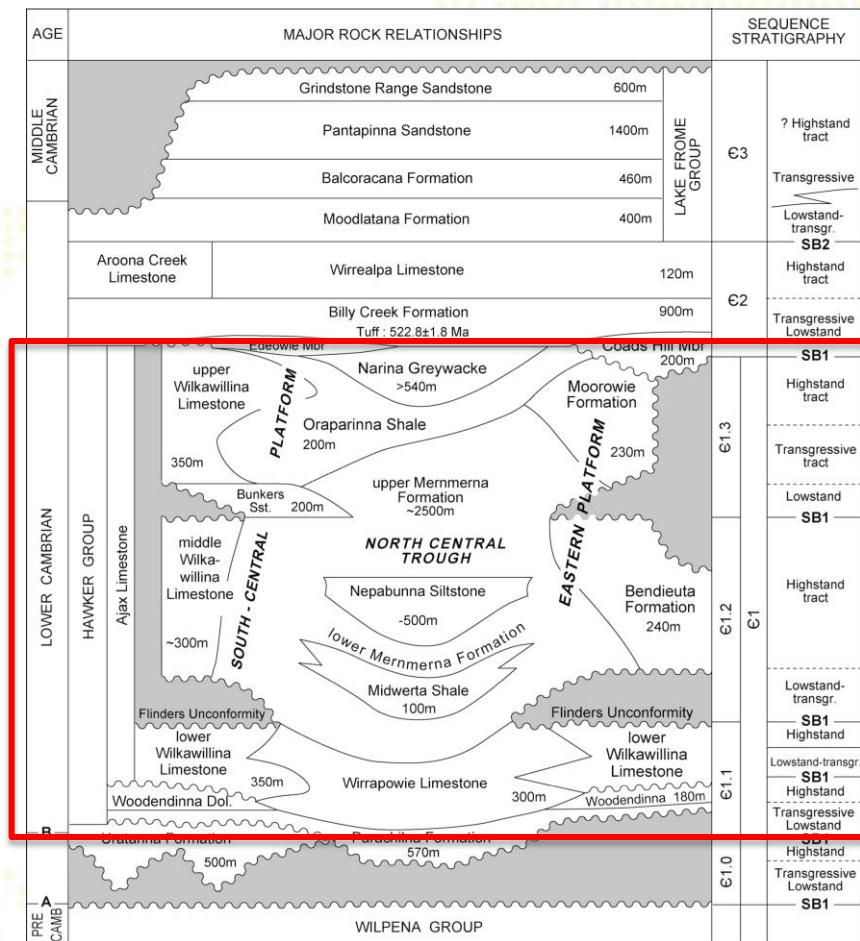 AGE
MAJOR ROCK RELATIONSHIPS
SEQUENCE
STRATIGRAPHY
MIDDLE
CAMBRIAN
Grindstone Range Sandstone 600m
Pantapinna Sandstone 1400m
Balcoracana Formation 460m
Moodlatana Formation 400m
LAKE FROME
GROUP
Є3
? Highstand
tract
Transgressive
Lowstand-
transgr.
SB2
Aroona Creek
Limestone
Wirrealpa Limestone
120m
Billy Creek Formation 900m
Tuff : 522.8±1.8 Ma
Є2
Highstand
tract
Transgressive
Lowstand
SB1
LOWER CAMBRIAN
HAWKER GROUP
Ajax Limestone
Edeowie Mbr
Coads Hill Mbr
200m
upper
Wilkawillina
Limestone
350m
PLATFORM
Narina Greywacke
>540m
Oraparinna Shale
200m
Moorowie
Formation
230m
Bunkers
Sst. 200m
upper Mernmerna
Formation
~2500m
EASTERN PLATFORM
Є1.3
Highstand
tract
Transgressive
tract
Lowstand
SB1
middle
Wilka-
willina
Limestone
~300m
SOUTH - CENTRAL
NORTH CENTRAL
TROUGH
Nepabunna Siltstone
-500m
lower Mernmerna Formation
Midwerta Shale
100m
Bendieuta
Formation
240m
Є1.2
Є1
Highstand
tract
Lowstand-
transgr.
SB1
Flinders Unconformity
Flinders Unconformity
lower
Wilkawillina
Limestone
350m
Wirrapowie Limestone
300m
lower
Wilkawillina
Limestone
Woodendinna Dol.
Woodendinna 180m
Є1.1
Highstand
Lowstand-transgr.
SB1
Highstand
Transgressive
Lowstand
SB1
B
Uratanna Formation
500m
Parachilna Formation
570m
Є1.0
Highstand
Transgressive
Lowstand
SB1
A
PRE
CAMB
WILPENA GROUP